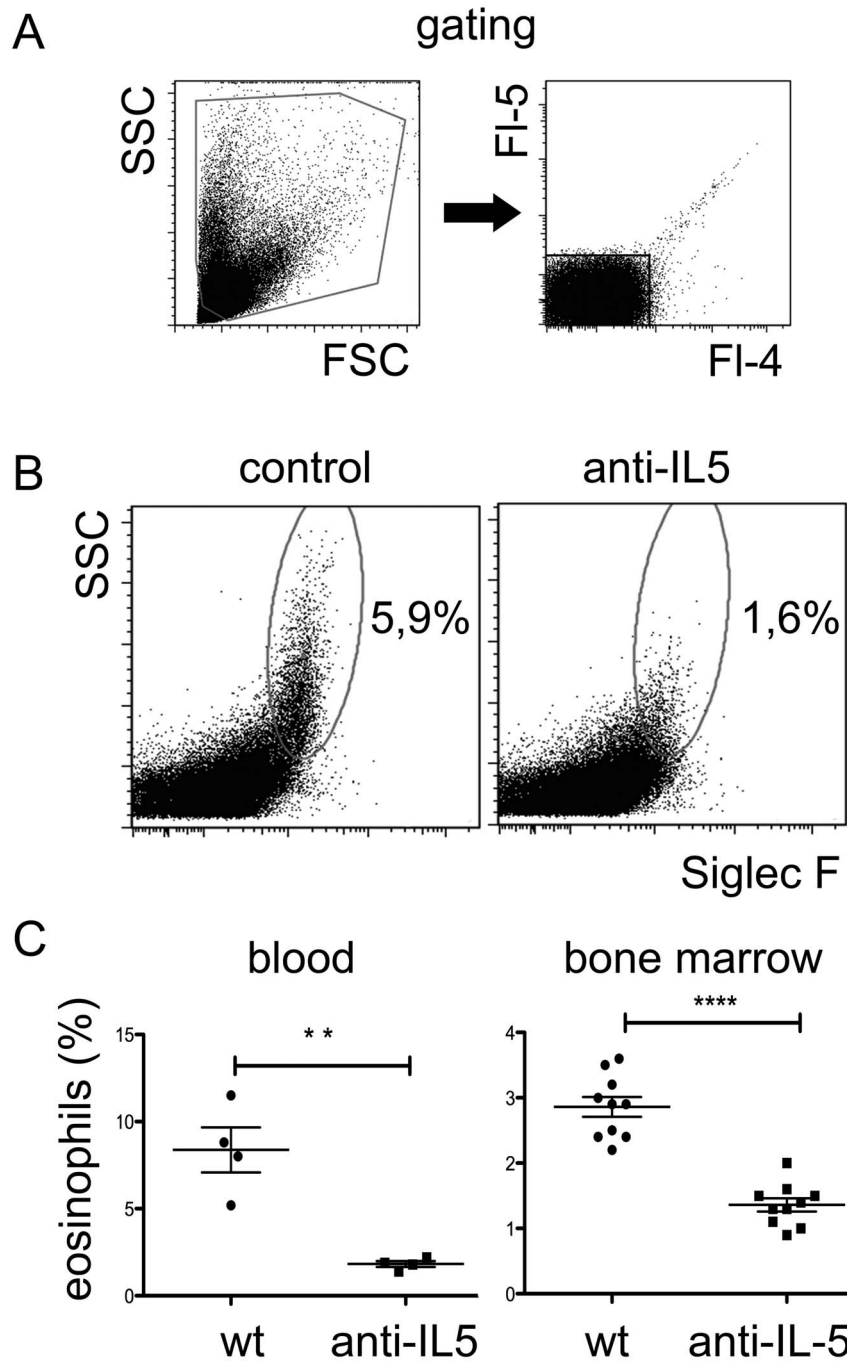 A
gating
SSC
FSC
Fl-5
Fl-4
B
control
anti-IL5
SSC
5,9%
1,6%
Siglec F
C
blood
bone marrow
eosinophils (%)
15
10
5
0
* *
wt
anti-IL5
4
3
2
1
0
****
wt
anti-IL-5